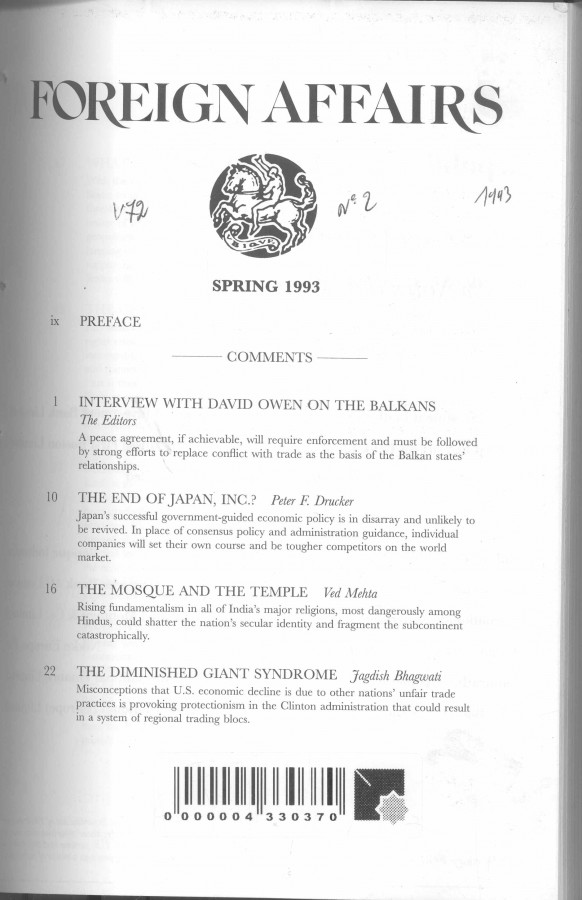 FOREIGN AFFAIRS
V72
Nº 2
1993
UBIQUE
SPRING 1993
ix PREFACE
COMMENTS
1 INTERVIEW WITH DAVID OWEN ON THE BALKANS
The Editors
A peace agreement, if achievable, will require enforcement and must be followed
by strong efforts to replace conflict with trade as the basis of the Balkan states'
relationships.
10 THE END OF JAPAN, INC.? Peter F. Drucker
Japan's successful government-guided economic policy is in disarray and unlikely to
be revived. In place of consensus policy and administration guidance, individual
companies will set their own course and be tougher competitors on the world
market.
16 THE MOSQUE AND THE TEMPLE Ved Mehta
Rising fundamentalism in all of India's major religions, most dangerously among
Hindus, could shatter the nation's secular identity and fragment the subcontinent
catastrophically.
22 THE DIMINISHED GIANT SYNDROME Jagdish Bhagwati
Misconceptions that U.S. economic decline is due to other nations' unfair trade
practices is provoking protectionism in the Clinton administration that could result
in a system of regional trading blocs.
0 000004 330370